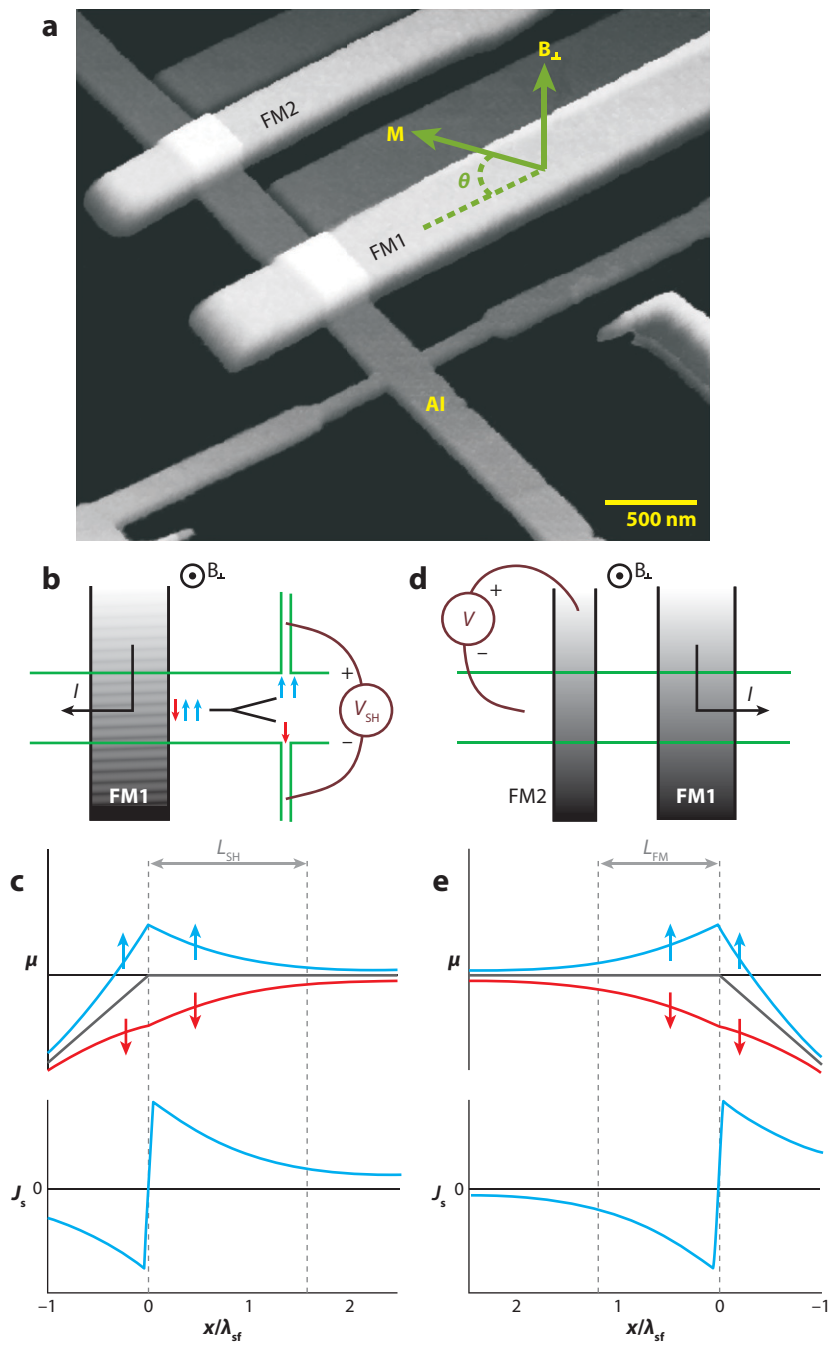 a
B⊥
FM2
M
θ
FM1
Al
500 nm
b
B⊥
+
I
V_SH
−
FM1
d
B⊥
+
V
−
I
FM2
FM1
c
L_SH
μ
J_s
0
−1
0
1
2
x/λ_sf
e
L_FM
μ
J_s
0
2
1
0
−1
x/λ_sf